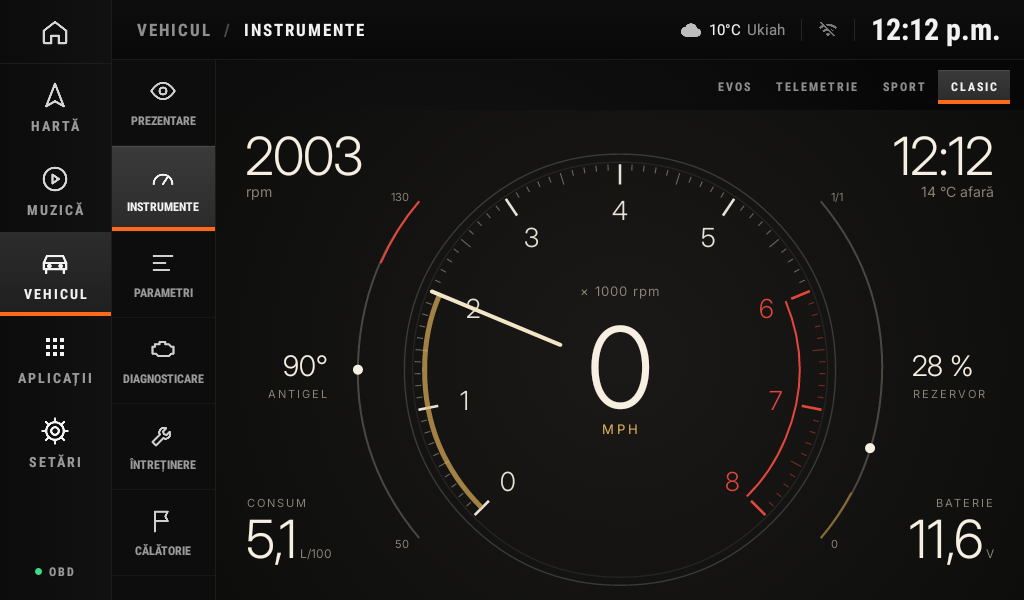 VEHICUL / INSTRUMENTE
10°C Ukiah
12:12 p.m.
HARTĂ
MUZICĂ
VEHICUL
APLICAȚII
SETĂRI
OBD
PREZENTARE
INSTRUMENTE
PARAMETRI
DIAGNOSTICARE
ÎNTREȚINERE
CĂLĂTORIE
EVOS TELEMETRIE SPORT CLASIC
2003
rpm
12:12
14 °C afară
130
1/1
4
3
5
2
6
× 1000 rpm
0
MPH
90°
ANTIGEL
28 %
REZERVOR
1
7
0
8
CONSUM
5,1 L/100
50
BATERIE
11,6 V
0